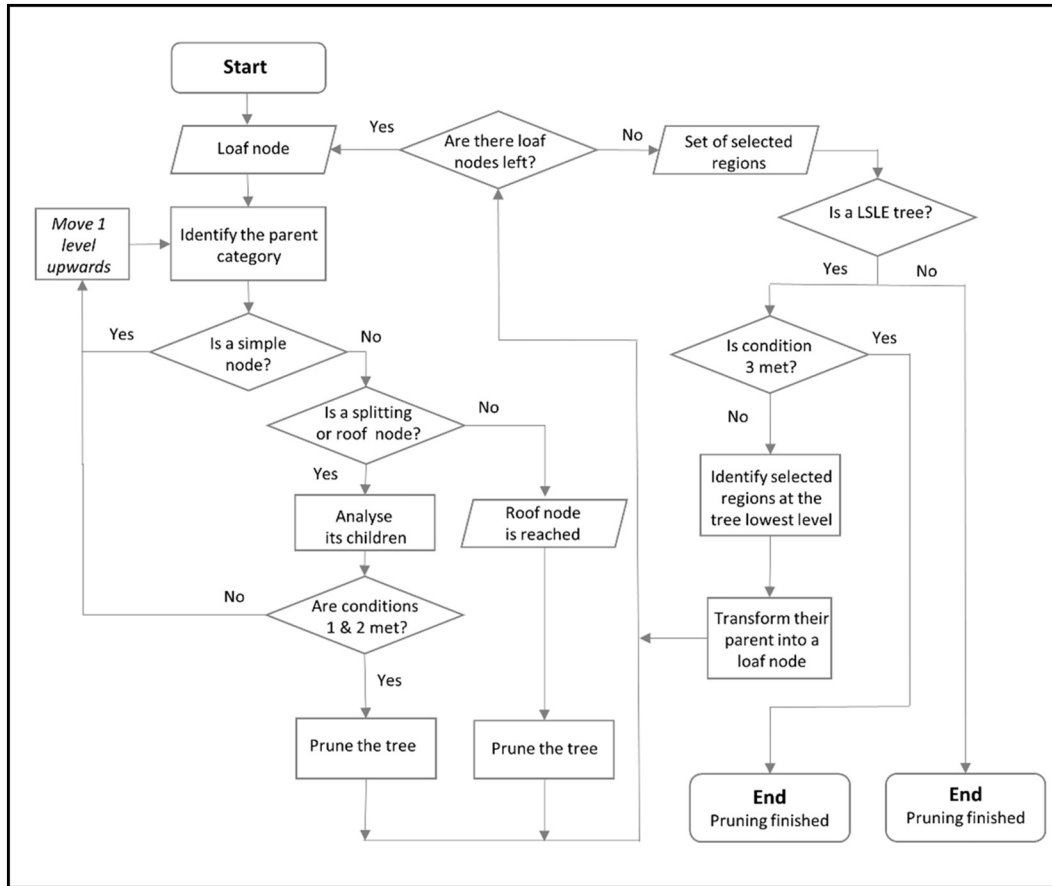 Start
Loaf node
Yes
Are there loaf
nodes left?
No
Set of selected
regions
Is a LSLE tree?
Move 1
level
upwards
Identify the parent
category
Yes
No
Yes
Is a simple
node?
No
Is condition
3 met?
Yes
Is a splitting
or roof node?
No
No
Yes
Identify selected
regions at the
tree lowest level
Analyse
its children
Roof node
is reached
No
Are conditions
1 & 2 met?
Transform their
parent into a
loaf node
Yes
Prune the tree
Prune the tree
End
Pruning finished
End
Pruning finished